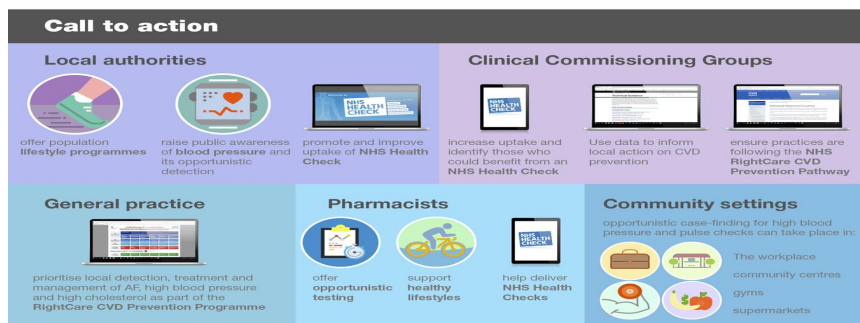 Call to action
Local authorities
offer population
lifestyle programmes
raise public awareness
of blood pressure and
its opportunistic
detection
NHS
HEALTH
CHECK
promote and improve
uptake of NHS Health
Check
Clinical Commissioning Groups
NHS
HEALTH
CHECK
increase uptake and
identify those who
could benefit from an
NHS Health Check
Use data to inform
local action on CVD
prevention
ensure practices are
following the NHS
RightCare CVD
Prevention Pathway
General practice
prioritise local detection, treatment and
management of AF, high blood pressure
and high cholesterol as part of the
RightCare CVD Prevention Programme
Pharmacists
offer
opportunistic
testing
support
healthy
lifestyles
NHS
HEALTH
CHECK
help deliver
NHS Health
Checks
Community settings
opportunistic case-finding for high blood
pressure and pulse checks can take place in:
The workplace
community centres
gyms
supermarkets